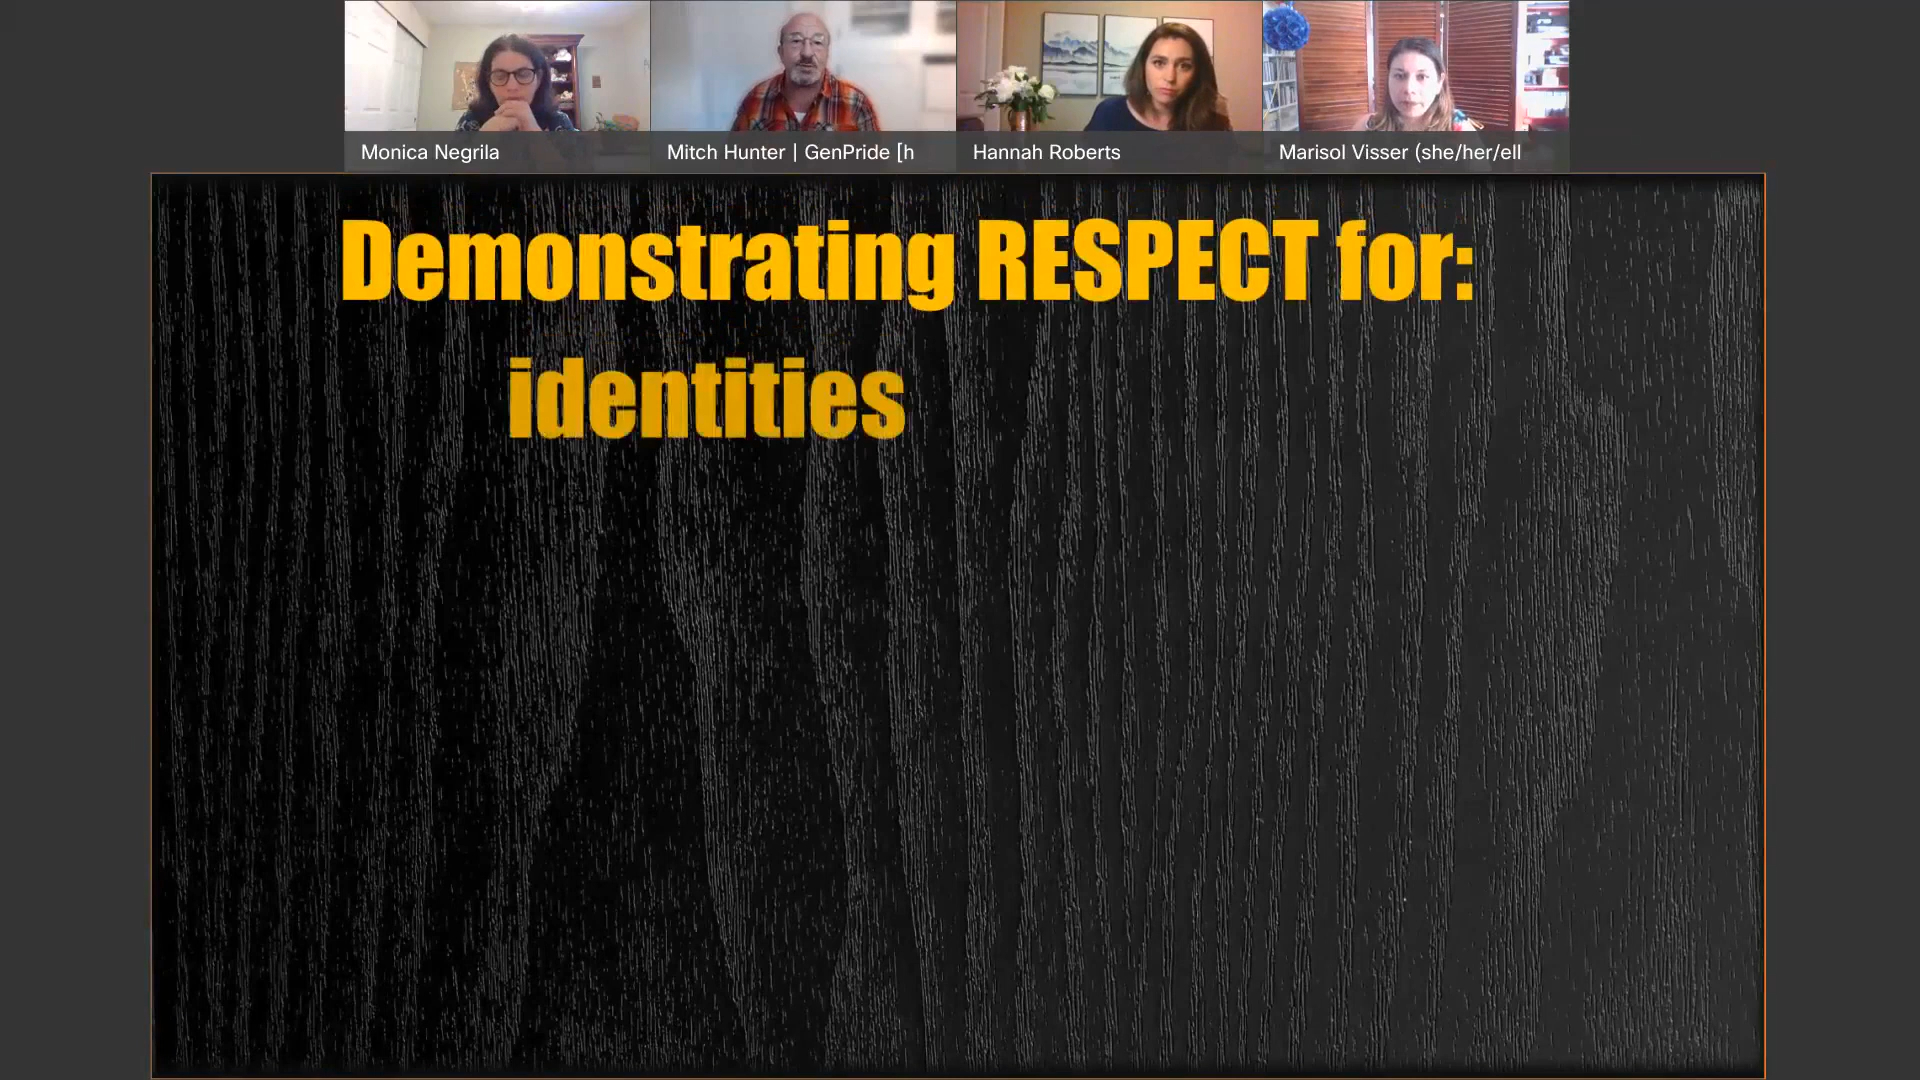 Monica Negrila
Mitch Hunter | GenPride [h
Hannah Roberts
Marisol Visser (she/her/ell
Demonstrating RESPECT for:
identities